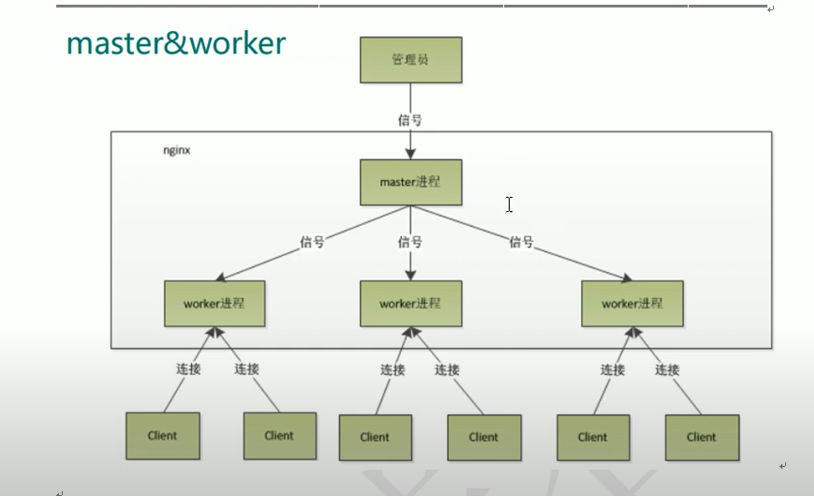 master&worker
管理员
信号
nginx
master进程
信号 信号 信号
worker进程 worker进程 worker进程
连接 连接 连接 连接 连接 连接
Client Client Client Client Client Client